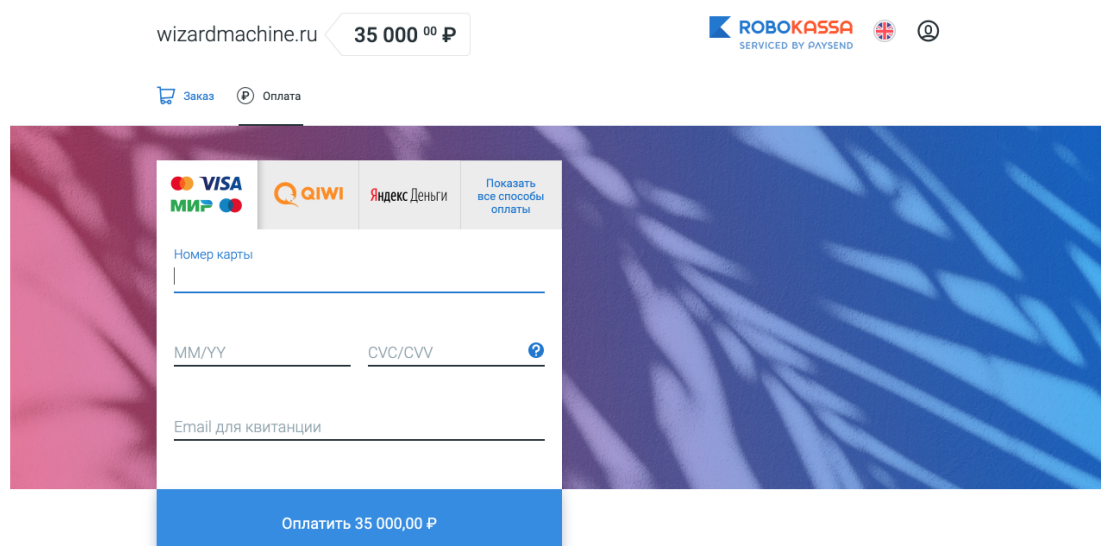 wizardmachine.ru
35 000 00 ₽
ROBOKASSA
SERVICED BY PAYSEND
Заказ
Оплата
VISA
МИР
QIWI
Яндекс Деньги
Показать
все способы
оплаты
Номер карты
MM/YY
CVC/CVV
?
Email для квитанции
Оплатить 35 000,00 ₽